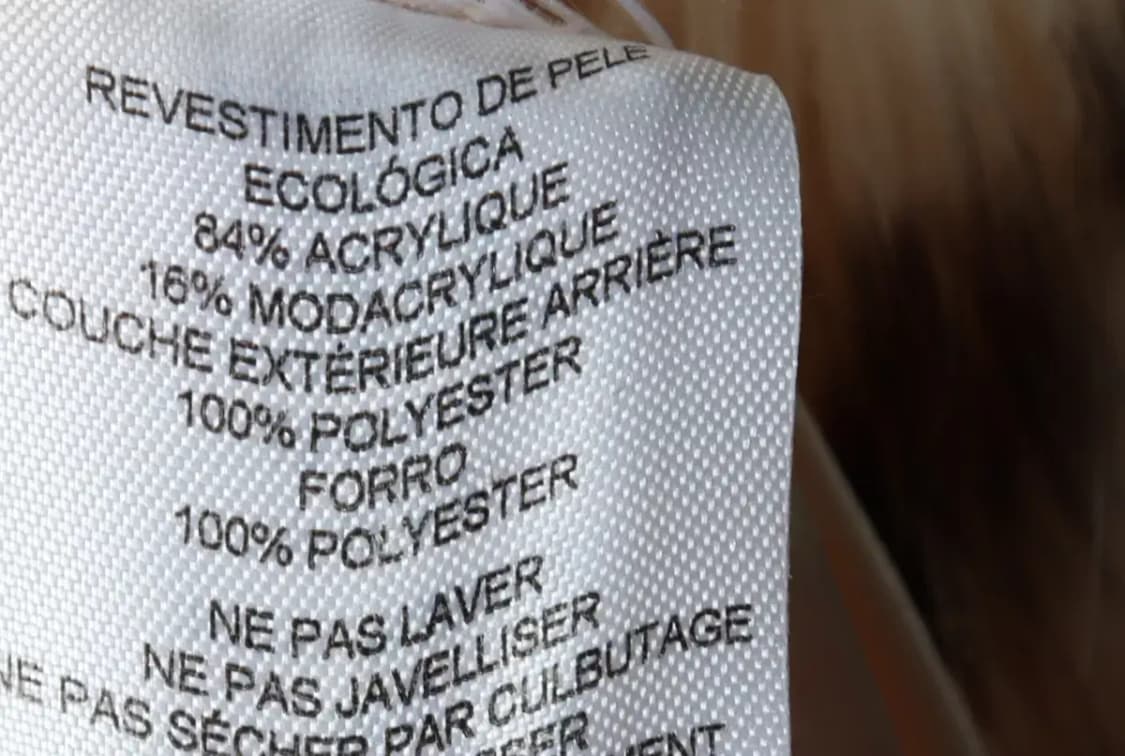 REVESTIMENTO DE PELE
ECOLÓGICA
84% ACRYLIQUE
16% MODACRYLIQUE
COUCHE EXTÉRIEURE ARRIÈRE
100% POLYESTER
FORRO
100% POLYESTER
NE PAS LAVER
NE PAS JAVELLISER
NE PAS SÉCHER PAR CULBUTAGE